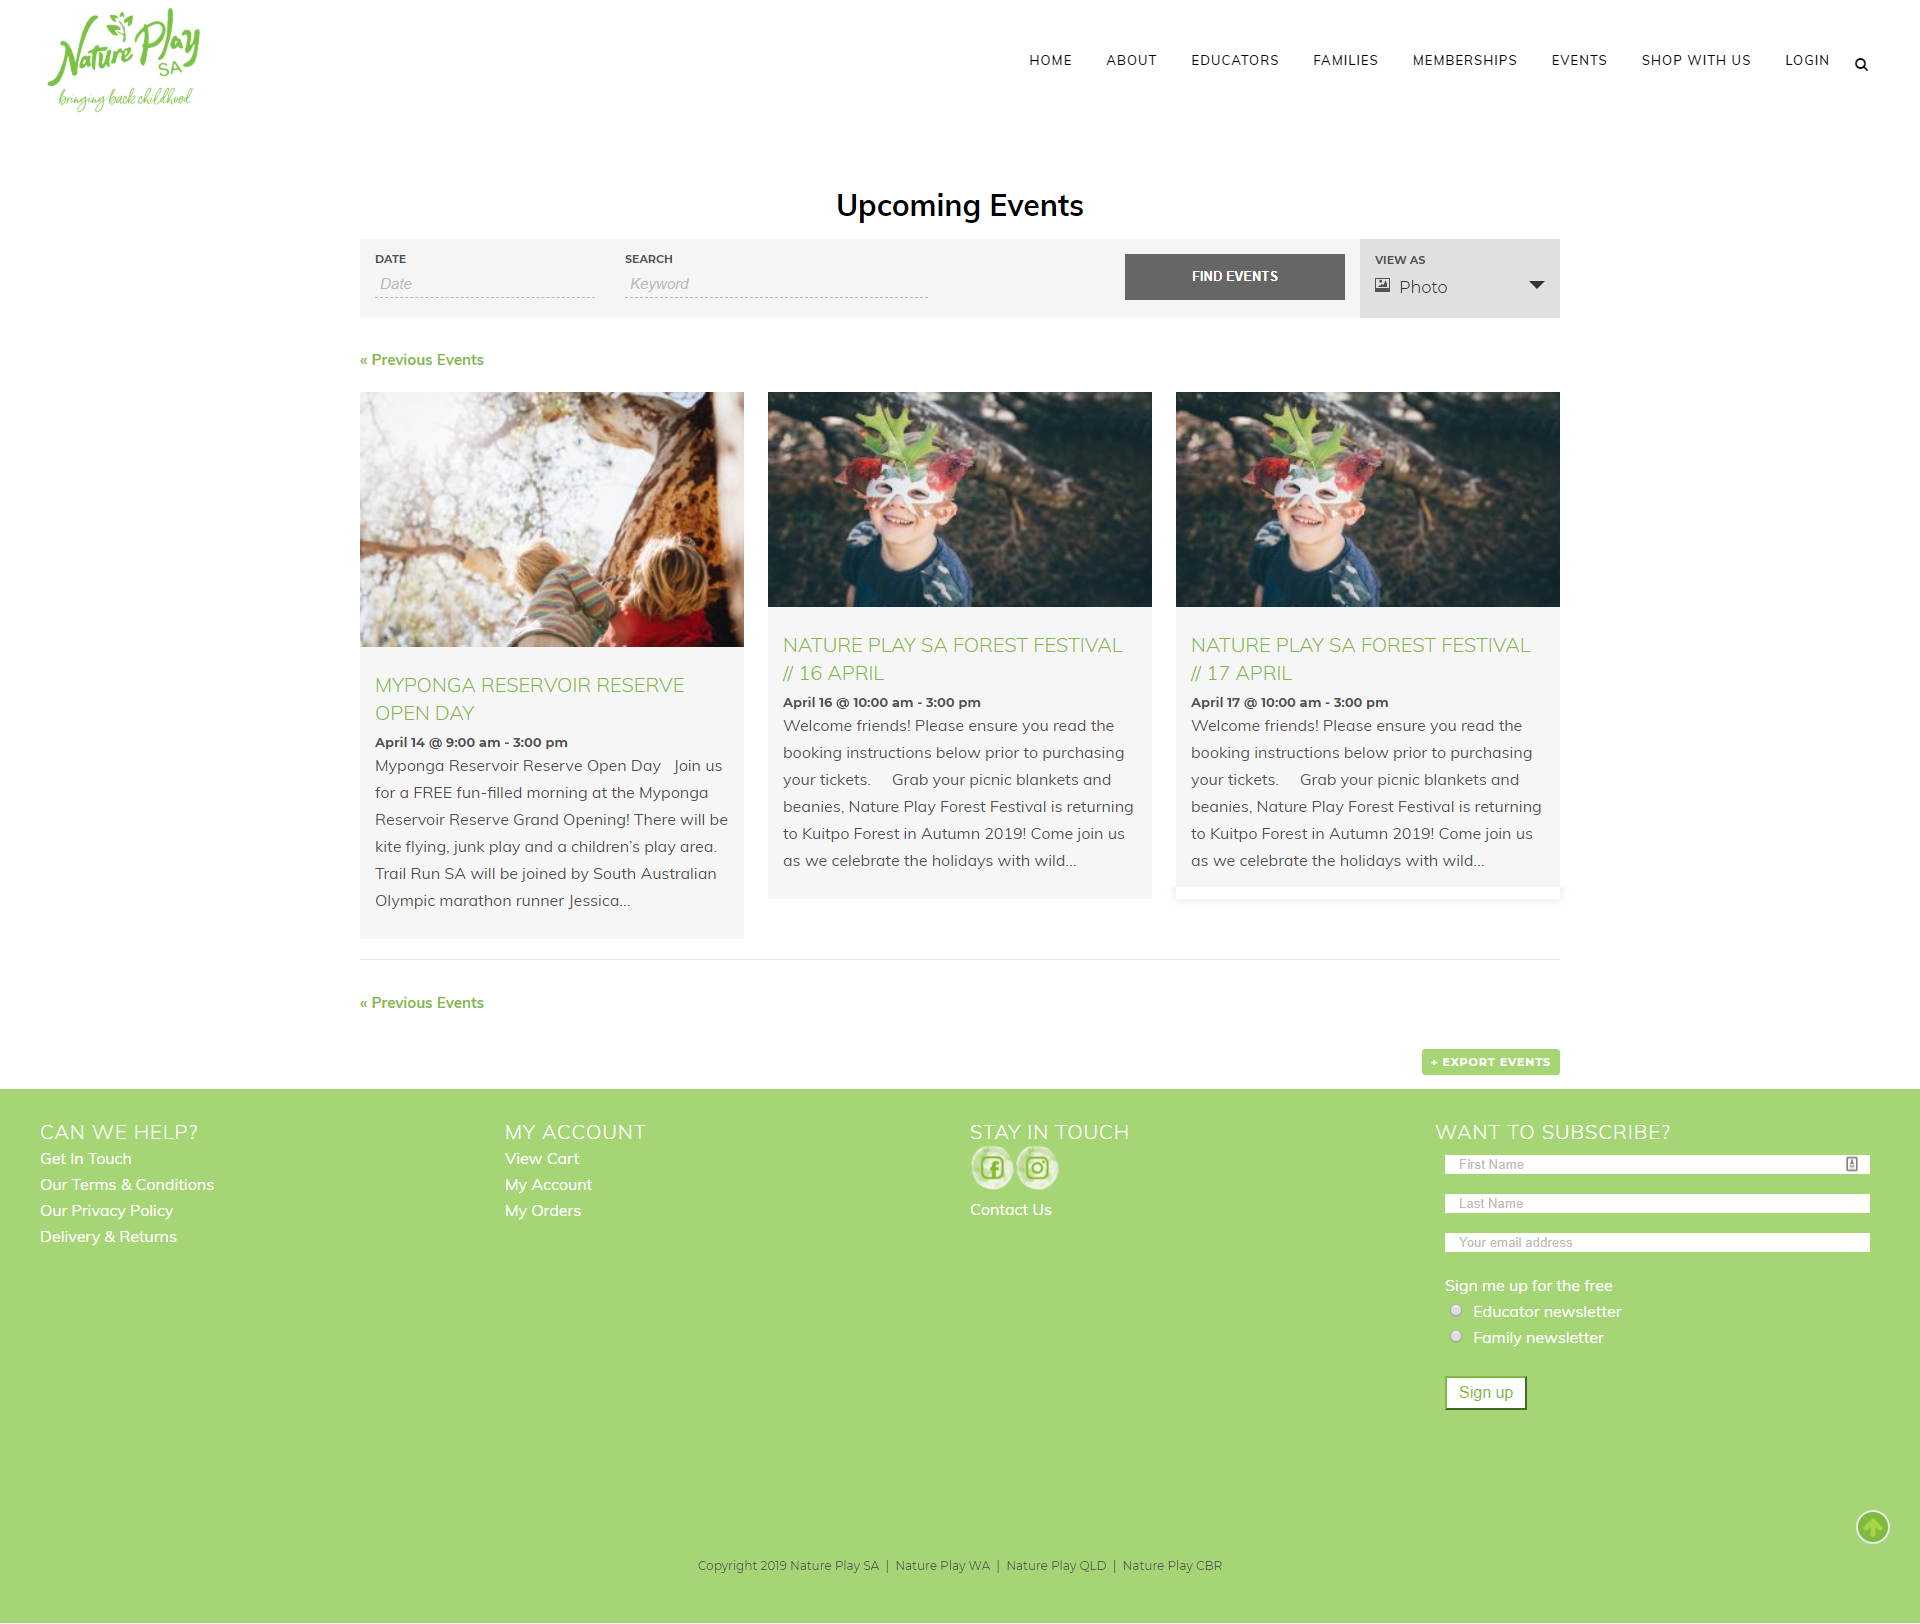 Nature Play
SA
bringing back childhood
HOME ABOUT EDUCATORS FAMILIES MEMBERSHIPS EVENTS SHOP WITH US LOGIN
Upcoming Events
DATE
Date
SEARCH
Keyword
FIND EVENTS
VIEW AS
Photo
« Previous Events
MYPONGA RESERVOIR RESERVE
OPEN DAY
April 14 @ 9:00 am - 3:00 pm
Myponga Reservoir Reserve Open Day Join us
for a FREE fun-filled morning at the Myponga
Reservoir Reserve Grand Opening! There will be
kite flying, junk play and a children’s play area.
Trail Run SA will be joined by South Australian
Olympic marathon runner Jessica...
NATURE PLAY SA FOREST FESTIVAL
// 16 APRIL
April 16 @ 10:00 am - 3:00 pm
Welcome friends! Please ensure you read the
booking instructions below prior to purchasing
your tickets. Grab your picnic blankets and
beanies, Nature Play Forest Festival is returning
to Kuitpo Forest in Autumn 2019! Come join us
as we celebrate the holidays with wild...
NATURE PLAY SA FOREST FESTIVAL
// 17 APRIL
April 17 @ 10:00 am - 3:00 pm
Welcome friends! Please ensure you read the
booking instructions below prior to purchasing
your tickets. Grab your picnic blankets and
beanies, Nature Play Forest Festival is returning
to Kuitpo Forest in Autumn 2019! Come join us
as we celebrate the holidays with wild...
« Previous Events
+ EXPORT EVENTS
CAN WE HELP?
Get In Touch
Our Terms & Conditions
Our Privacy Policy
Delivery & Returns
MY ACCOUNT
View Cart
My Account
My Orders
STAY IN TOUCH
Contact Us
WANT TO SUBSCRIBE?
First Name
Last Name
Your email address
Sign me up for the free
Educator newsletter
Family newsletter
Sign up
Copyright 2019 Nature Play SA | Nature Play WA | Nature Play QLD | Nature Play CBR